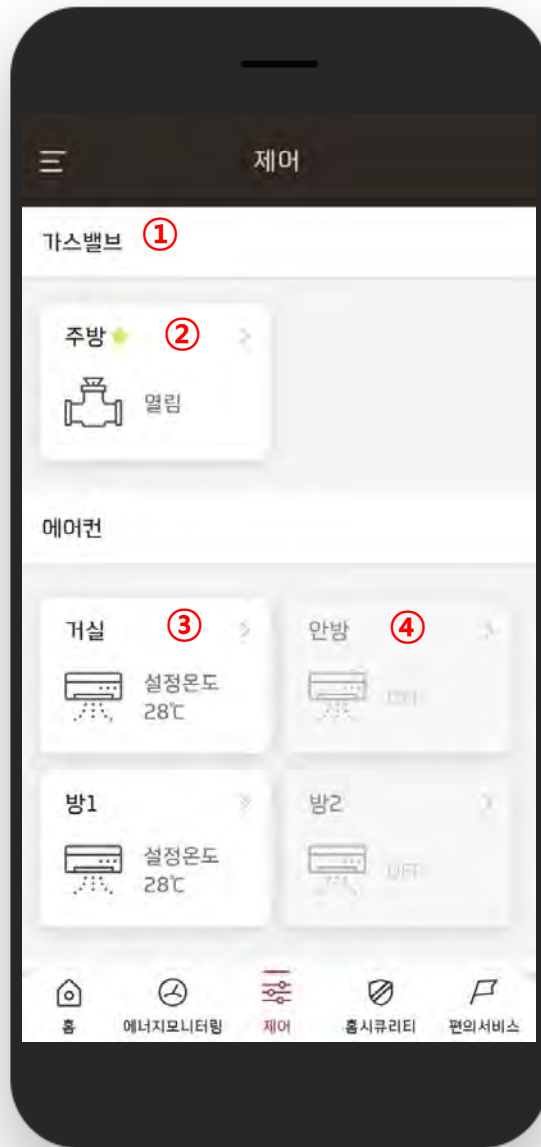 제어
가스밸브 ①
주방 ②
열림
에어컨
거실 ③
안방 ④
설정온도
28℃
OFF
방1
방2
설정온도
28℃
OFF
홈
에너지모니터링
제어
홈시큐리티
편의서비스